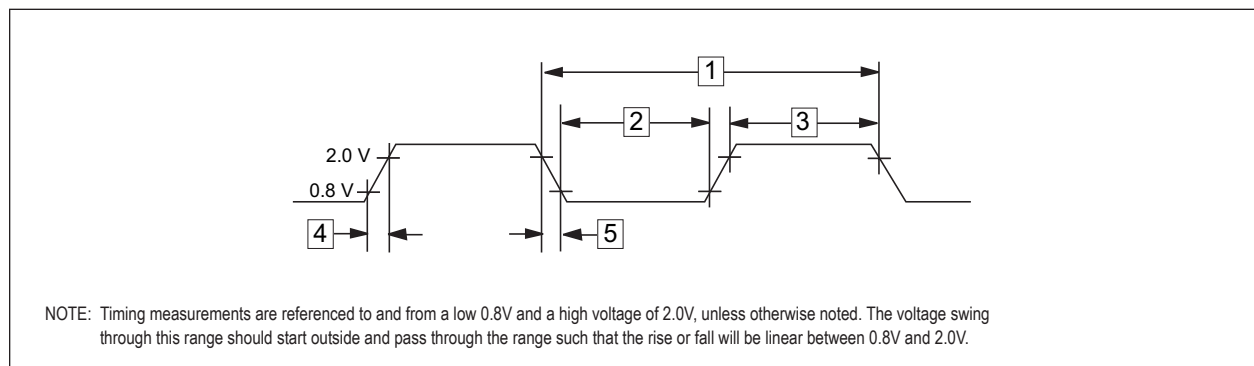 1
2
3
2.0 V
0.8 V
4
5
NOTE: Timing measurements are referenced to and from a low 0.8V and a high voltage of 2.0V, unless otherwise noted. The voltage swing
through this range should start outside and pass through the range such that the rise or fall will be linear between 0.8V and 2.0V.